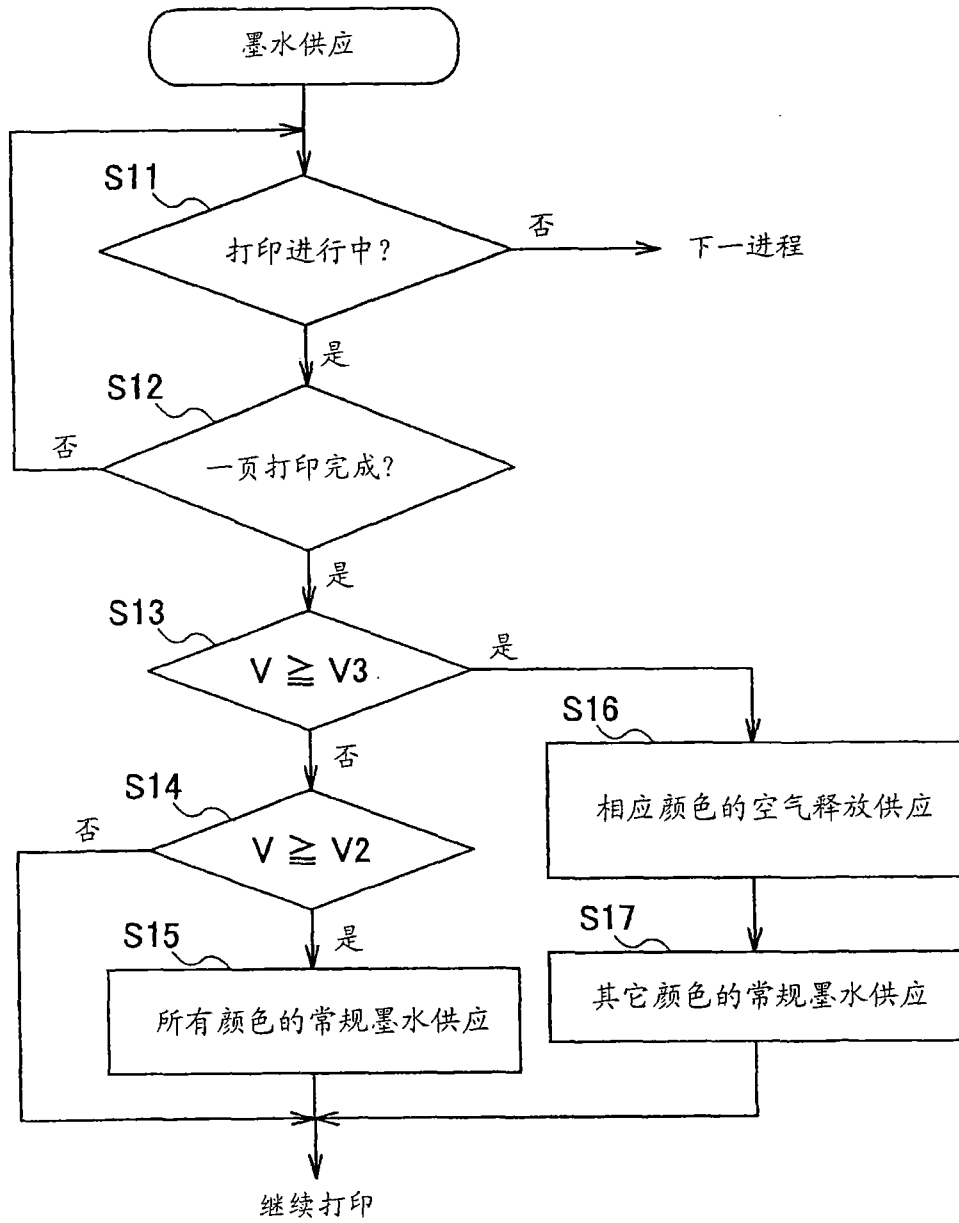 墨水供应
S11
打印进行中?
否
下一进程
是
S12
否
一页打印完成?
是
S13
V ≧ V3
是
否
S14
否
V ≧ V2
是
S15
所有颜色的常规墨水供应
S16
相应颜色的空气释放供应
S17
其它颜色的常规墨水供应
继续打印